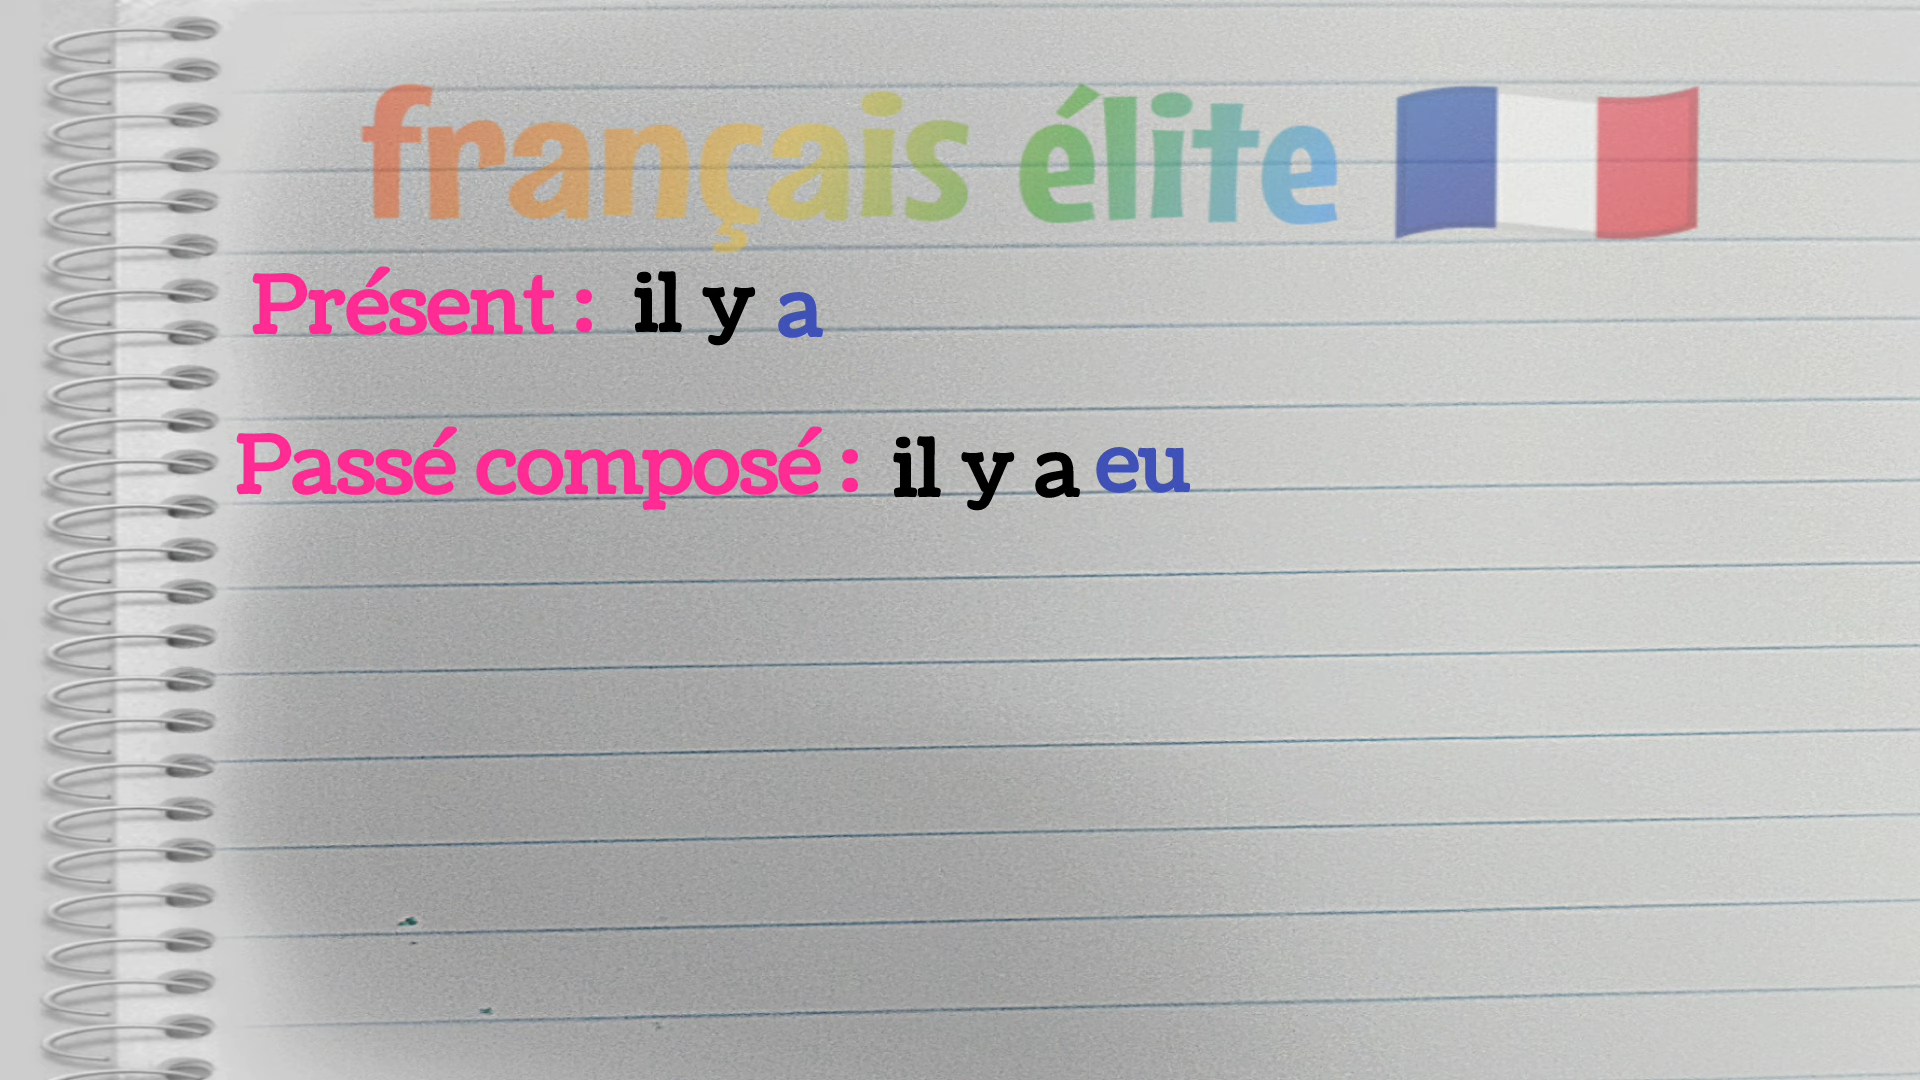 français élite
Présent : il y a
Passé composé : il y a eu